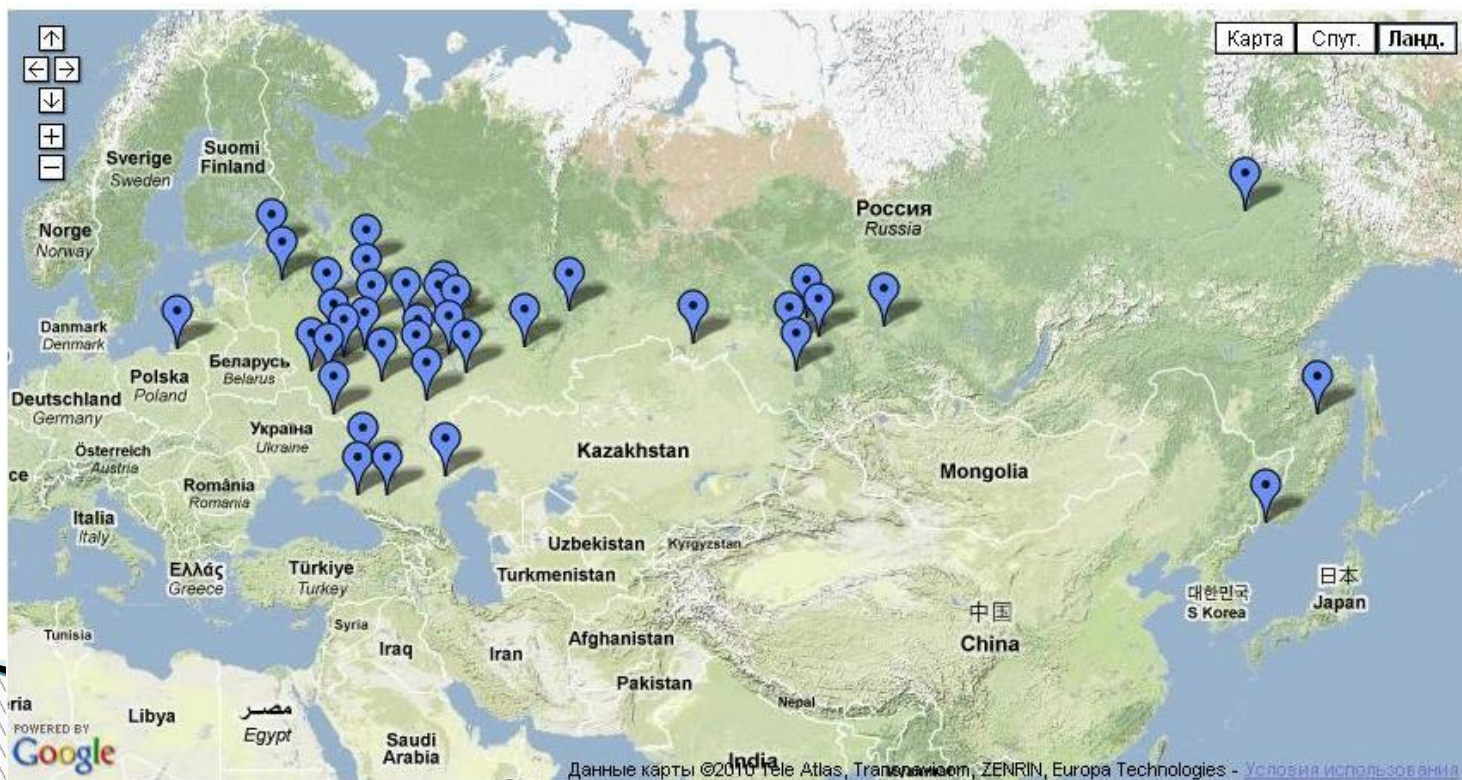 Карта
Спут.
Ланд.
Sverige
Sweden
Suomi
Finland
Norge
Norway
Россия
Russia
Danmark
Denmark
Беларусь
Belarus
Polska
Poland
Deutschland
Germany
Україна
Ukraine
Österreich
Austria
ce
România
Romania
Kazakhstan
Mongolia
Italia
Italy
Uzbekistan
Kyrgyzstan
Ελλάς
Greece
Türkiye
Turkey
Turkmenistan
대한민국
S Korea
日本
Japan
中国
China
Tunisia
Syria
Iraq
Iran
Afghanistan
Pakistan
Nepal
ria
Libya
مصر
Egypt
Saudi
Arabia
India
POWERED BY
Google
Данные карты ©2010 Tele Atlas, ZENRIN, Europa Technologies - Условия использования